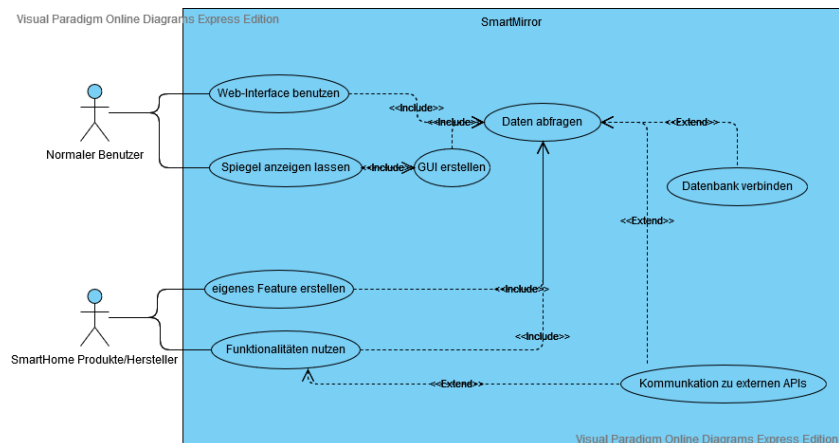 Visual Paradigm Online Diagrams Express Edition
SmartMirror
Web-Interface benutzen
<<Include>>
<<Include>>
Daten abfragen
<<Extend>>
Normaler Benutzer
Spiegel anzeigen lassen
<<Include>>
GUI erstellen
Datenbank verbinden
<<Extend>>
eigenes Feature erstellen
<<Include>>
<<Include>>
Funktionalitäten nutzen
SmartHome Produkte/Hersteller
<<Extend>>
Kommunkation zu externen APIs
Visual Paradigm Online Diagrams Express Edition